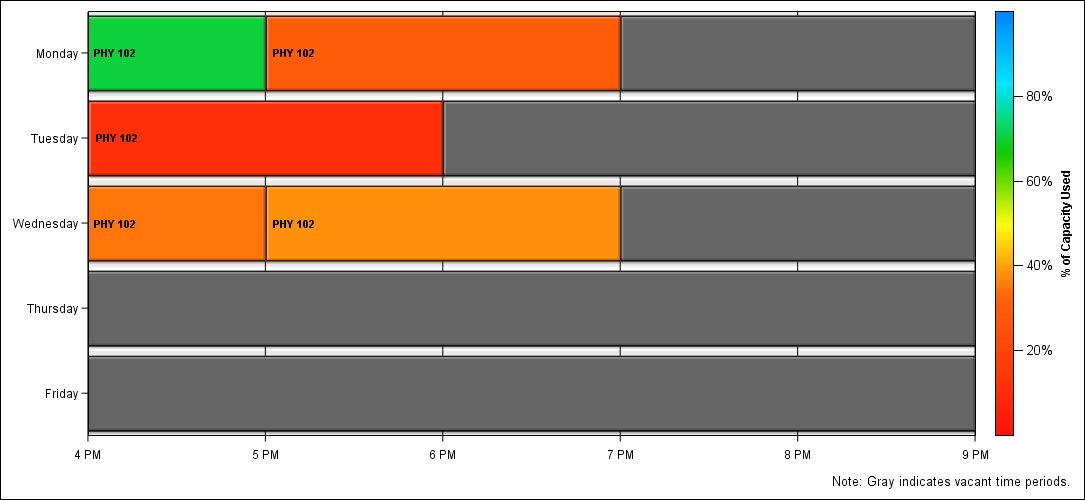 Monday
PHY 102
PHY 102
Tuesday
PHY 102
Wednesday
PHY 102
PHY 102
Thursday
Friday
4 PM
5 PM
6 PM
7 PM
8 PM
9 PM
80%
60%
40%
20%
% of Capacity Used
Note: Gray indicates vacant time periods.